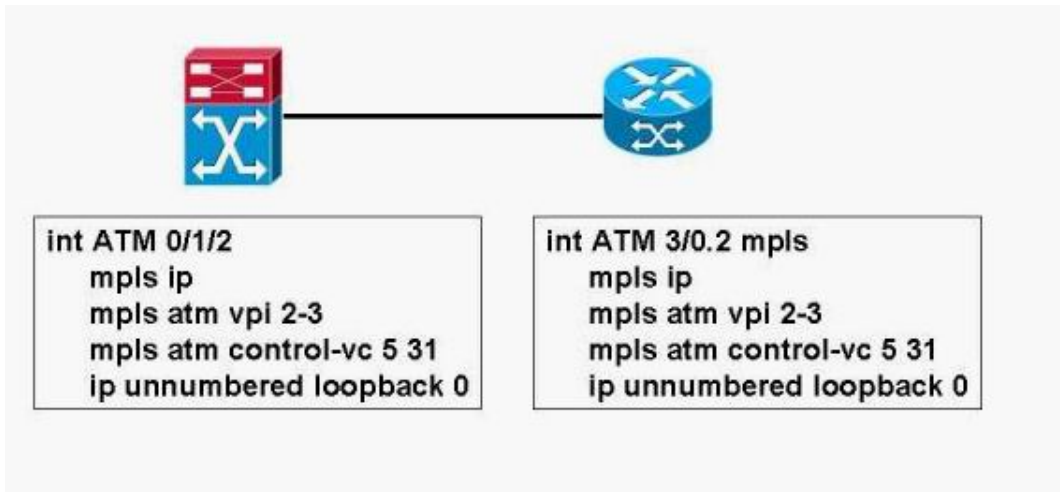 int ATM 0/1/2
mpls ip
mpls atm vpi 2-3
mpls atm control-vc 5 31
ip unnumbered loopback 0
int ATM 3/0.2 mpls
mpls ip
mpls atm vpi 2-3
mpls atm control-vc 5 31
ip unnumbered loopback 0